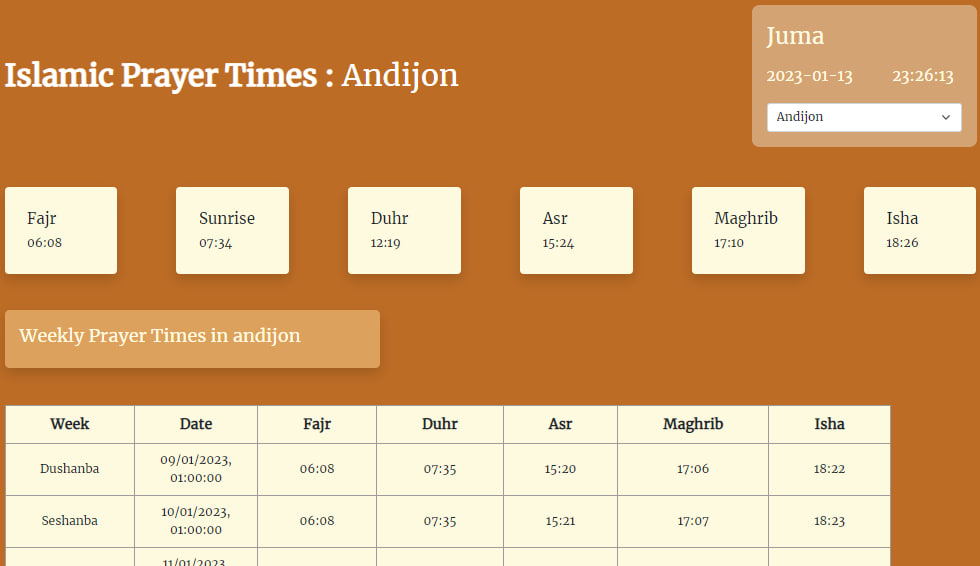 Juma
Islamic Prayer Times : Andijon
2023-01-13 23:26:13
Andijon
Fajr Sunrise Duhr Asr Maghrib Isha
06:08 07:34 12:19 15:24 17:10 18:26
Weekly Prayer Times in andijon
Week Date Fajr Duhr Asr Maghrib Isha
Dushanba 09/01/2023, 01:00:00 06:08 07:35 15:20 17:06 18:22
Seshanba 10/01/2023, 01:00:00 06:08 07:35 15:21 17:07 18:23
11/01/2023,